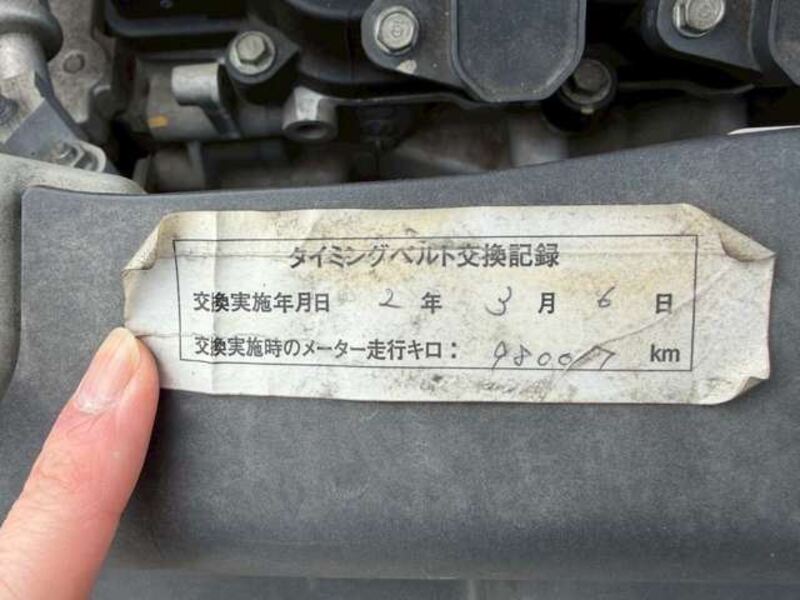 タイミングベルト交換記録
交換実施年月日 2 年 3 月 6 日
交換実施時のメーター走行キロ： 98007 km